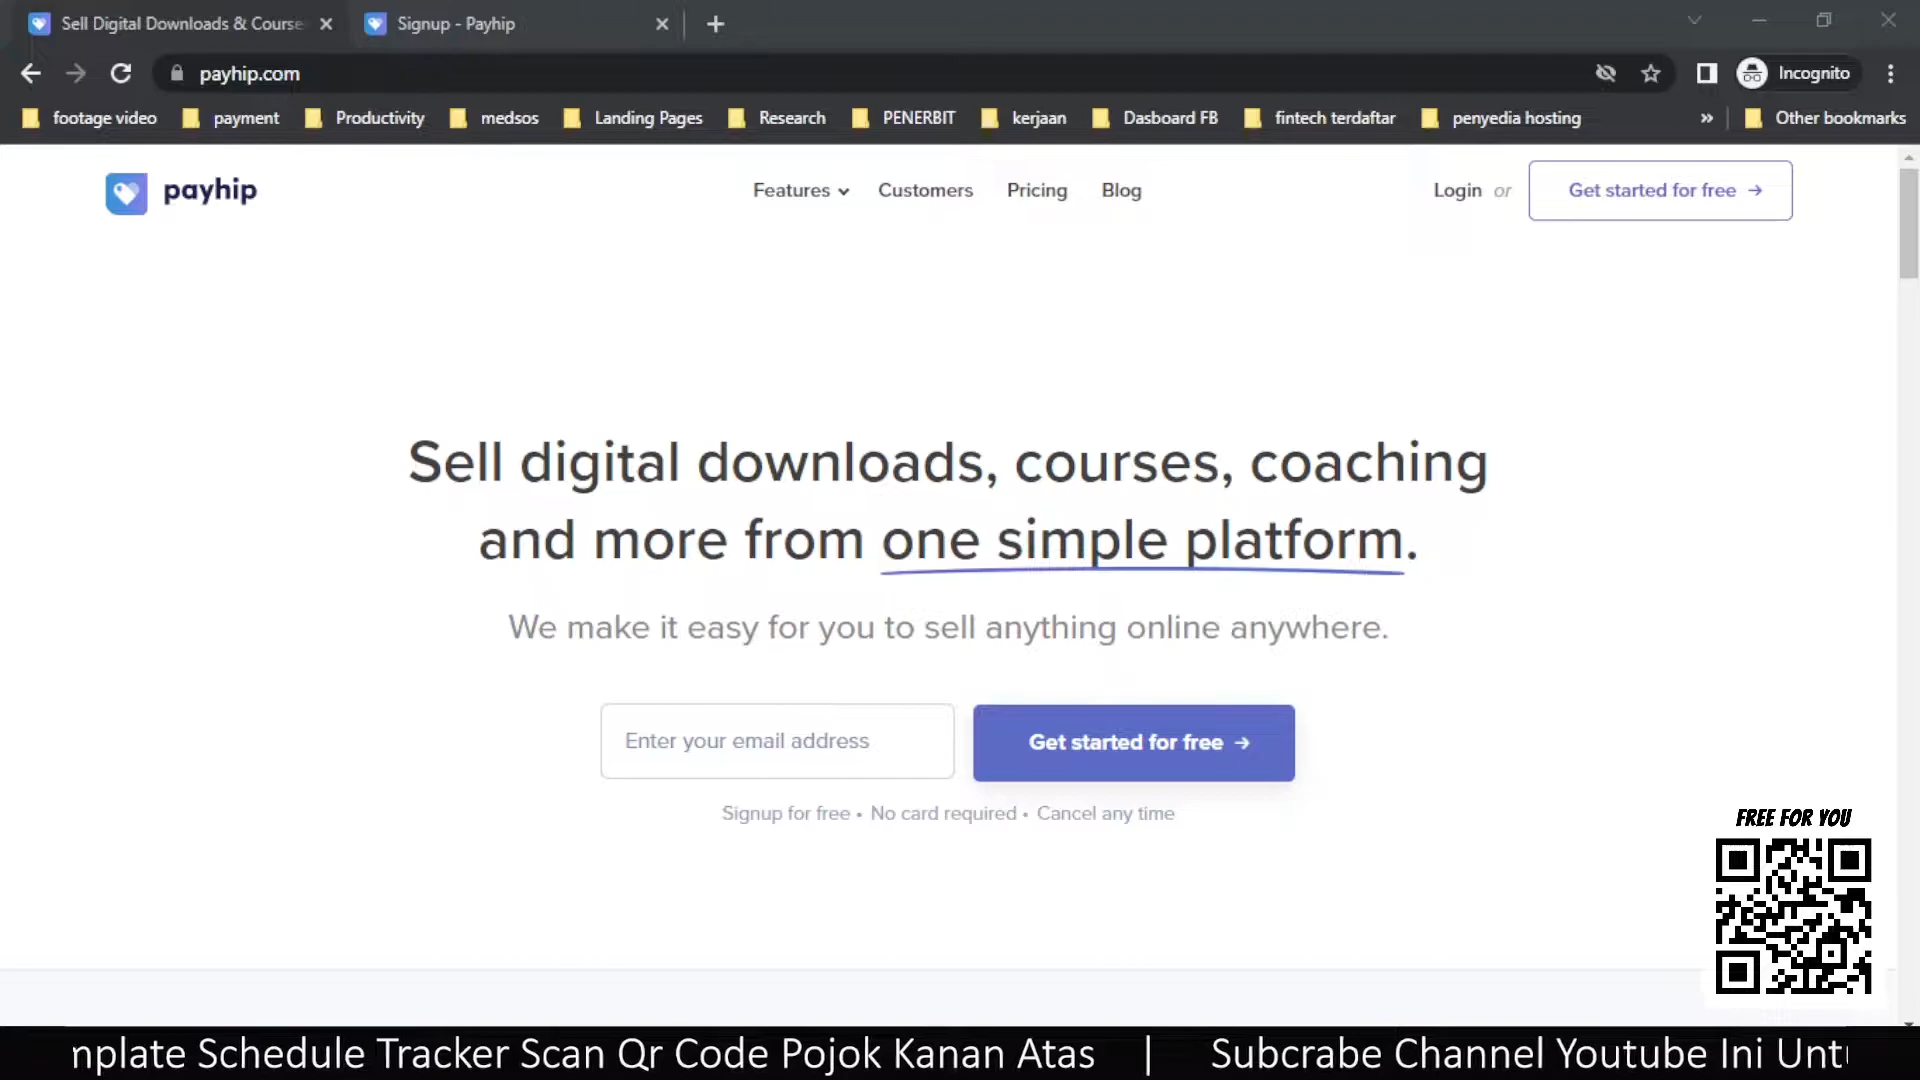 Sell Digital Downloads & Course
Signup - Payhip
payhip.com
Incognito
footage video
payment
Productivity
medsos
Landing Pages
Research
PENERBIT
kerjaan
Dasboard FB
fintech terdaftar
penyedia hosting
»
Other bookmarks
payhip
Features
Customers
Pricing
Blog
Login or
Get started for free →
Sell digital downloads, courses, coaching
and more from one simple platform.
We make it easy for you to sell anything online anywhere.
Enter your email address
Get started for free →
Signup for free • No card required • Cancel any time
FREE FOR YOU
mplate Schedule Tracker Scan Qr Code Pojok Kanan Atas | Subcrabe Channel Youtube Ini Unt